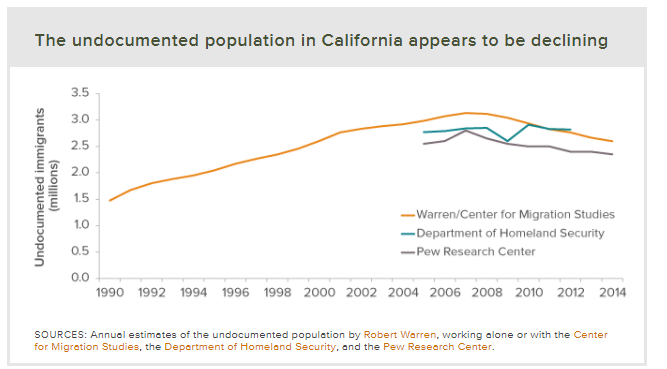 The undocumented population in California appears to be declining
3.5
3.0
2.5
2.0
1.5
1.0
0.5
0.0
Undocumented immigrants
(millions)
Warren/Center for Migration Studies
Department of Homeland Security
Pew Research Center
1990 1992 1994 1996 1998 2000 2002 2004 2006 2008 2010 2012 2014
SOURCES: Annual estimates of the undocumented population by Robert Warren, working alone or with the Center
for Migration Studies, the Department of Homeland Security, and the Pew Research Center.